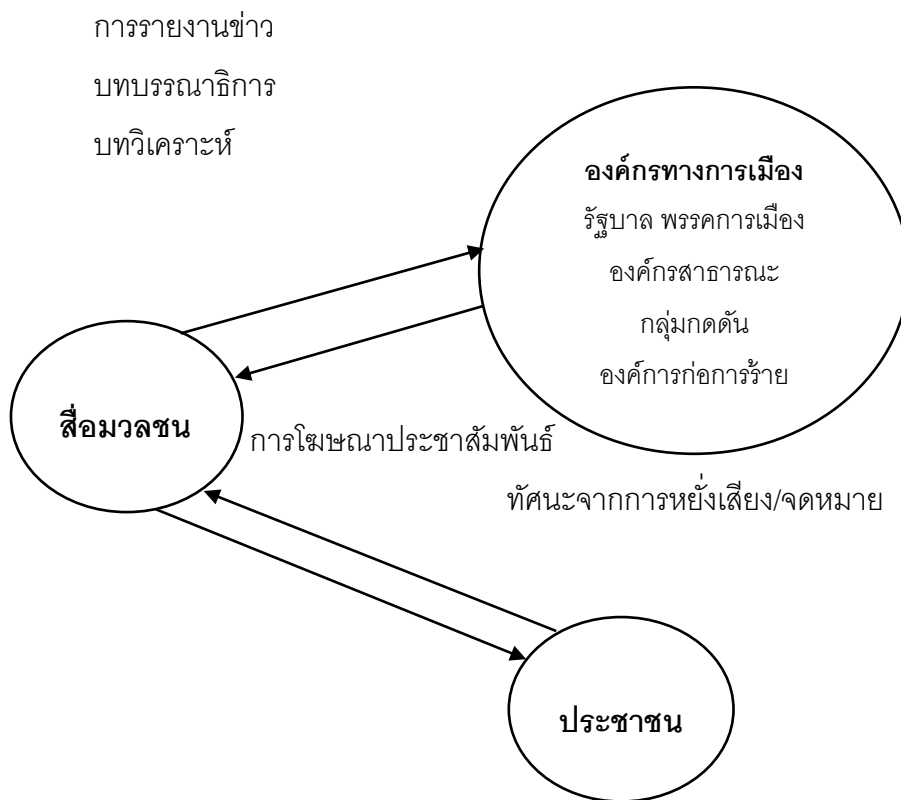 การรายงานข่าว
บทบรรณาธิการ
บทวิเคราะห์
องค์กรทางการเมือง
รัฐบาล พรรคการเมือง
องค์กรสาธารณะ
กลุ่มกดดัน
องค์การก่อการร้าย
สื่อมวลชน
การโฆษณาประชาสัมพันธ์
ทัศนะจากการหยั่งเสียง/จดหมาย
ประชาชน